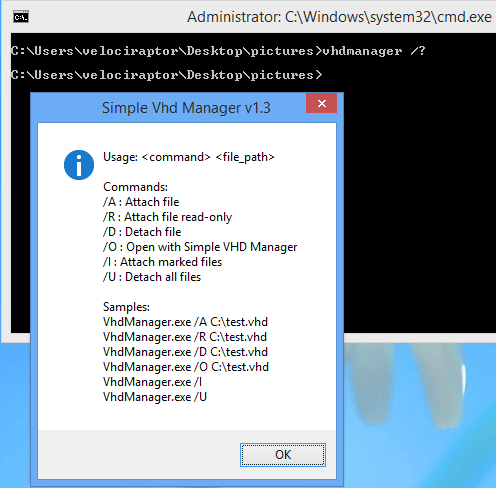 Administrator: C:\Windows\system32\cmd.exe
C:\Users\velociraptor\Desktop\pictures>vhdmanager /?
C:\Users\velociraptor\Desktop\pictures>
Simple Vhd Manager v1.3
Usage: <command> <file_path>
Commands:
/A : Attach file
/R : Attach file read-only
/D : Detach file
/O : Open with Simple VHD Manager
/I : Attach marked files
/U : Detach all files
Samples:
VhdManager.exe /A C:\test.vhd
VhdManager.exe /R C:\test.vhd
VhdManager.exe /D C:\test.vhd
VhdManager.exe /O C:\test.vhd
VhdManager.exe /I
VhdManager.exe /U
OK